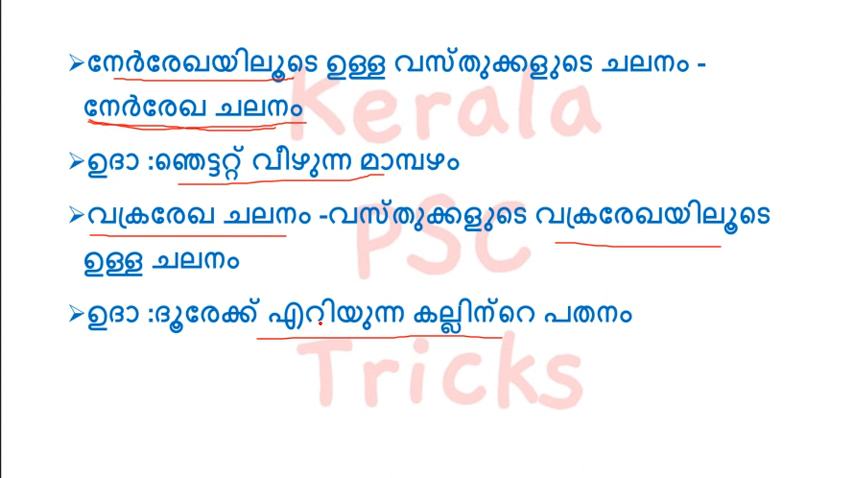 ➢നേർരേഖയിലൂടെ ഉള്ള വസ്തുക്കളുടെ ചലനം -
നേർരേഖ ചലനം
➢ഉദാ :ഞെട്ടറ്റ് വീഴുന്ന മാമ്പഴം
➢വക്രരേഖ ചലനം -വസ്തുക്കളുടെ വക്രരേഖയിലൂടെ
ഉള്ള ചലനം
➢ഉദാ :ദൂരേക്ക് എറിയുന്ന കല്ലിന്റെ പതനം
Kerala
PSC
Tricks